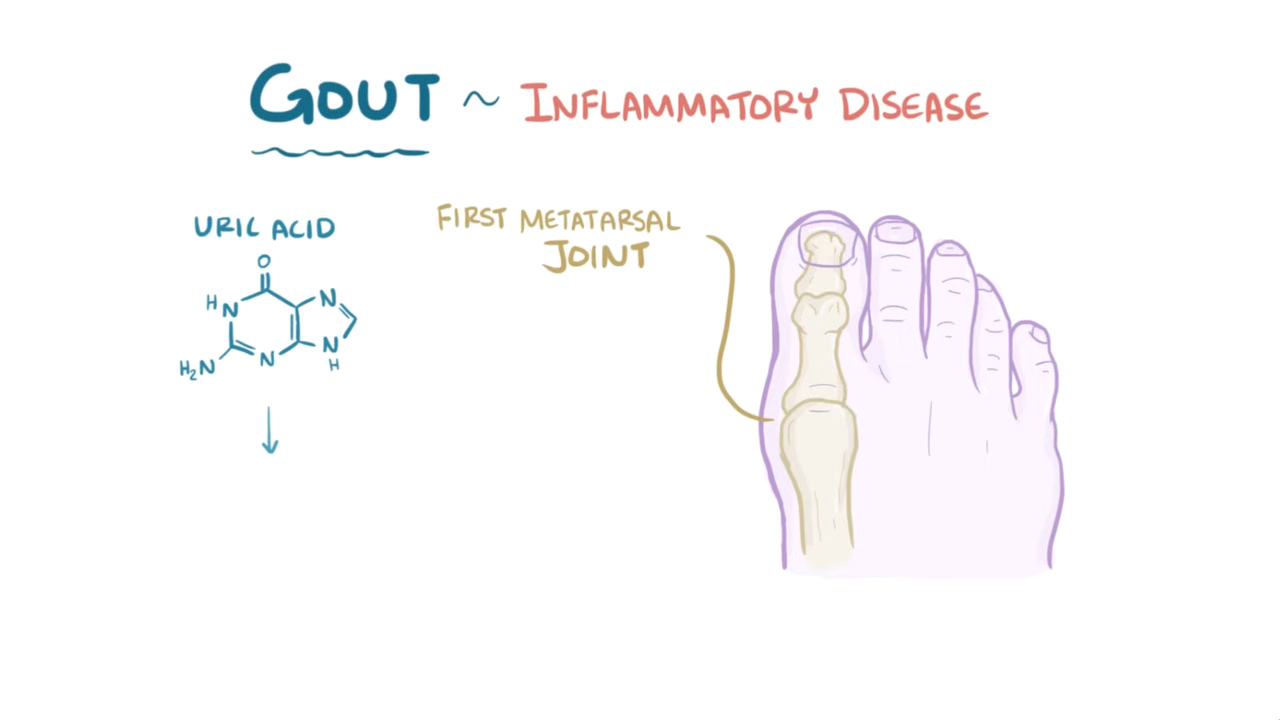 GOUT ~ INFLAMMATORY DISEASE
URIC ACID
O
H N
N
H₂N
N
N
H
FIRST METATARSAL
JOINT